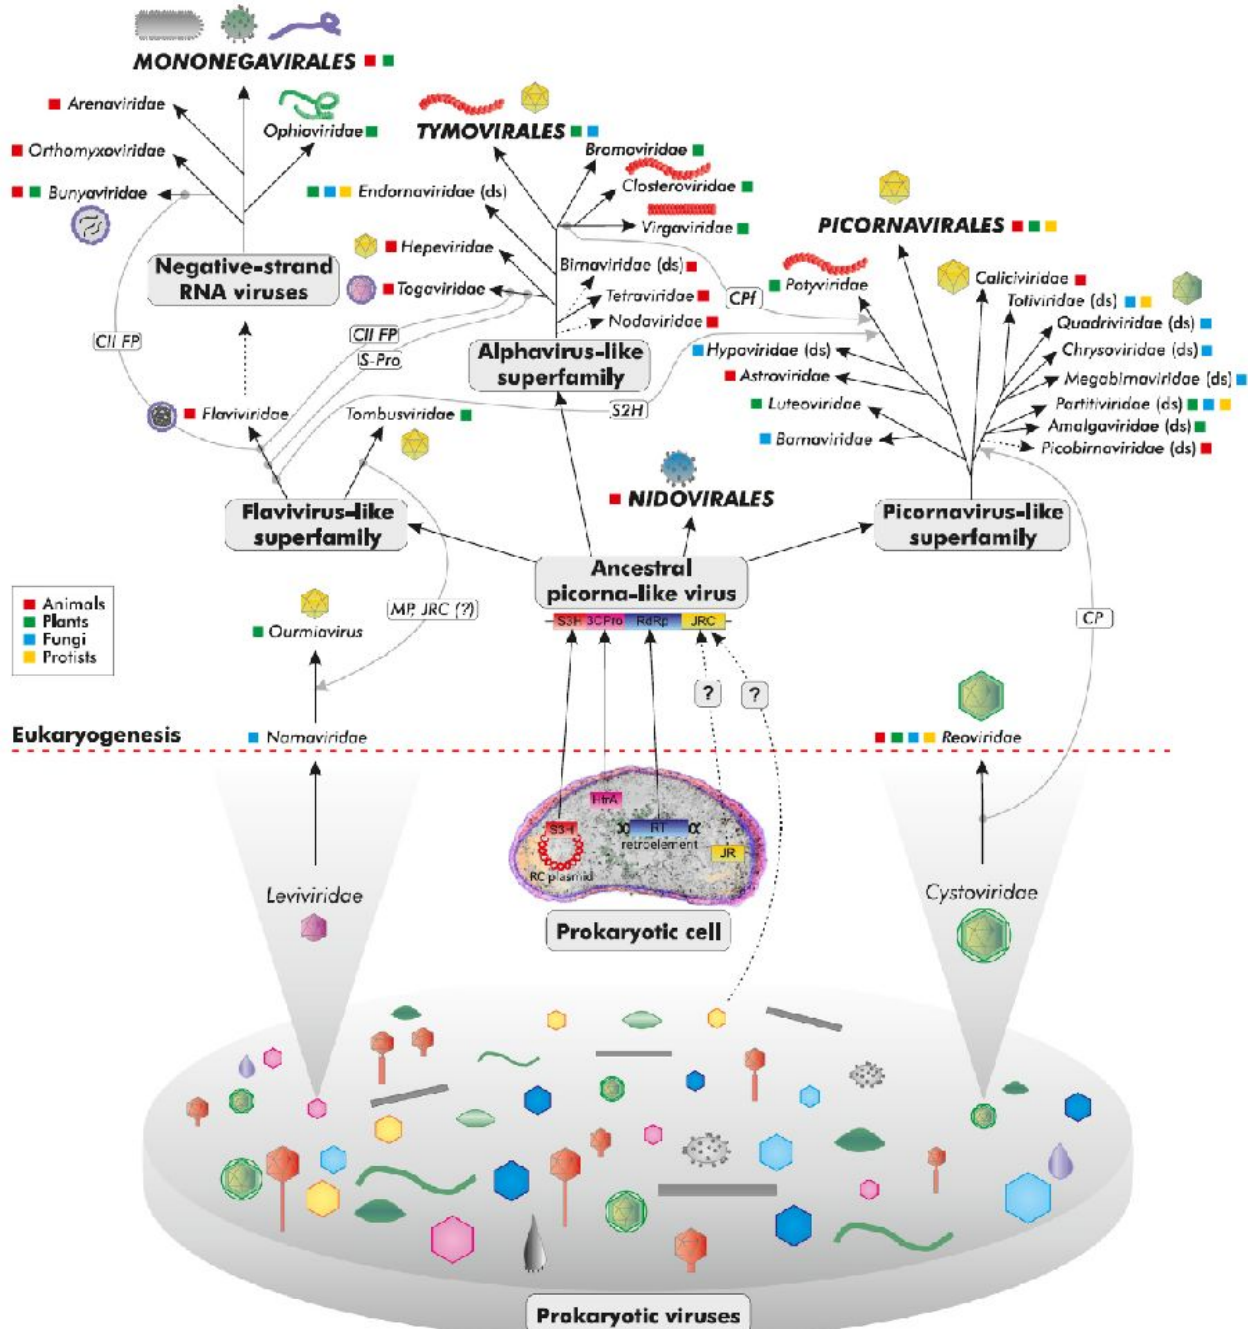 MONONEGAVIRALES
Arenaviridae
Ophioviridae
Orthomyxoviridae
Bunyaviridae
Negative-strand
RNA viruses
CII FP
TYMOVIRALES
Bromoviridae
Closteroviridae
Endornaviridae (ds)
Virgaviridae
Hepeviridae
Birnaviridae (ds)
Togaviridae
Tetraviridae
Nodaviridae
CPf
CII FP
S-Pro
Alphavirus-like
superfamily
S2H
PICORNAVIRALES
Potyviridae
Caliciviridae
Totiviridae (ds)
Quadriviridae (ds)
Hypoviridae (ds)
Chrysoviridae (ds)
Astroviridae
Megabirnaviridae (ds)
Luteoviridae
Partitiviridae (ds)
Amalgaviridae (ds)
Barnaviridae
Picobirnaviridae (ds)
Flaviviridae
Tombusviridae
NIDOVIRALES
Flavivirus-like
superfamily
Picornavirus-like
superfamily
Ancestral
picorna-like virus
S3H 3CPro RdRp JRC
Animals
Plants
Fungi
Protists
MP, JRC (?)
CP
Ourmiavirus
?
?
Eukaryogenesis
Narnaviridae
Reoviridae
HtrA
S3H
RT
retroelement
JR
RC plasmid
Leviviridae
Cystoviridae
Prokaryotic cell
Prokaryotic viruses